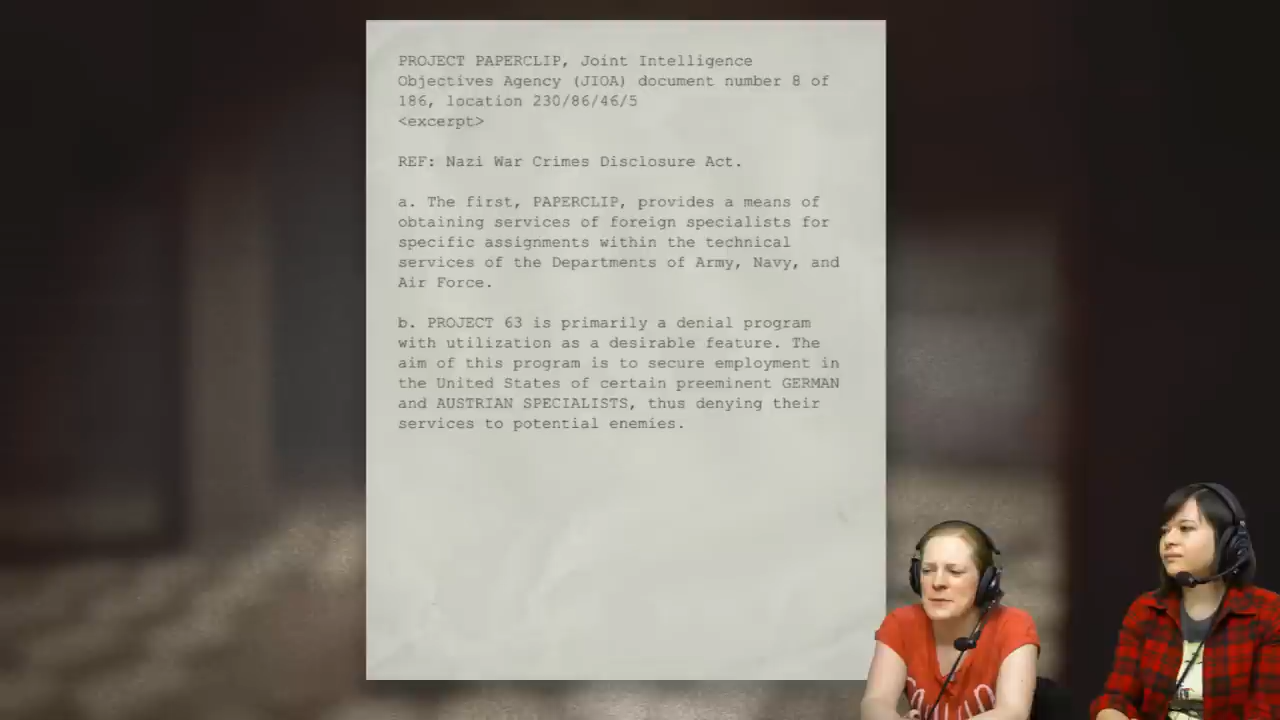 PROJECT PAPERCLIP, Joint Intelligence
Objectives Agency (JIOA) document number 8 of
186, location 230/86/46/5
<excerpt>
REF: Nazi War Crimes Disclosure Act.
a. The first, PAPERCLIP, provides a means of
obtaining services of foreign specialists for
specific assignments within the technical
services of the Departments of Army, Navy, and
Air Force.
b. PROJECT 63 is primarily a denial program
with utilization as a desirable feature. The
aim of this program is to secure employment in
the United States of certain preeminent GERMAN
and AUSTRIAN SPECIALISTS, thus denying their
services to potential enemies.